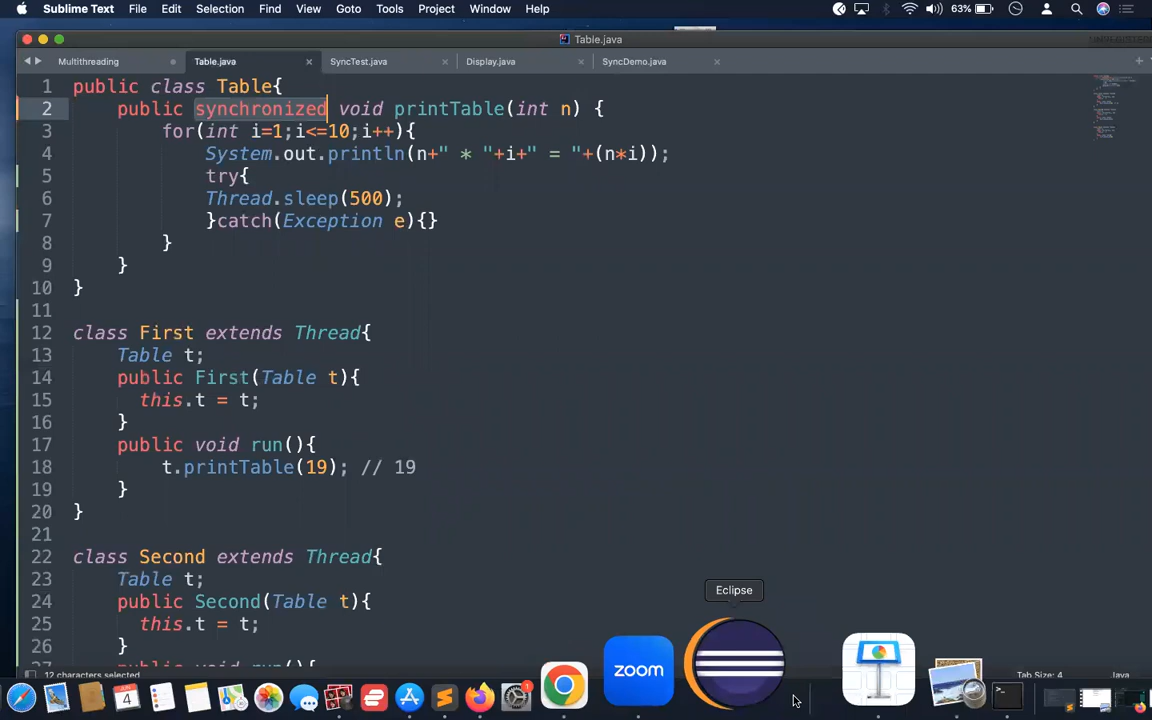 Sublime Text File Edit Selection Find View Goto Tools Project Window Help 63%
Table.java
Multithreading Table.java SyncTest.java Display.java SyncDemo.java
1 public class Table{
2 public synchronized void printTable(int n) {
3 for(int i=1;i<=10;i++){
4 System.out.println(n+" * "+i+" = "+(n*i));
5 try{
6 Thread.sleep(500);
7 }catch(Exception e){}
8 }
9 }
10 }
11
12 class First extends Thread{
13 Table t;
14 public First(Table t){
15 this.t = t;
16 }
17 public void run(){
18 t.printTable(19); // 19
19 }
20 }
21
22 class Second extends Thread{
23 Table t;
24 public Second(Table t){
25 this.t = t;
26 }
Eclipse
12 characters selected Tab Size: 4 Java
zoom
JUN
4
1